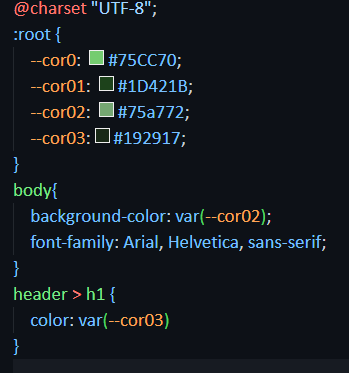 @charset "UTF-8";
:root {
--cor0: #75CC70;
--cor01: #1D421B;
--cor02: #75a772;
--cor03: #192917;
}
body{
background-color: var(--cor02);
font-family: Arial, Helvetica, sans-serif;
}
header > h1 {
color: var(--cor03)
}